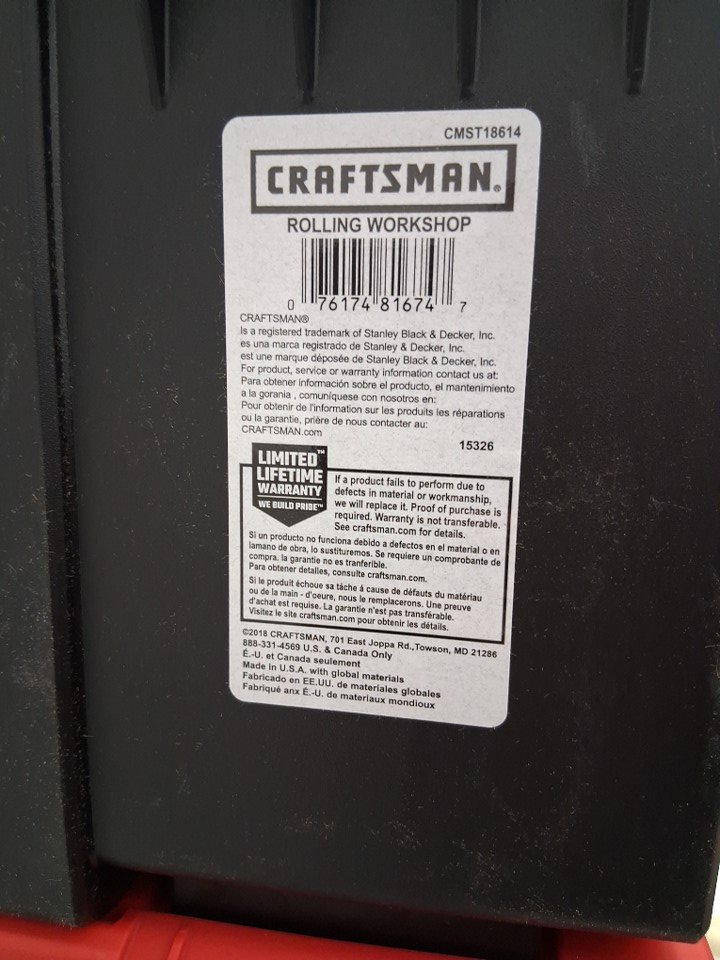 CMST18614
CRAFTSMAN®
ROLLING WORKSHOP
0 76174 81674 7
CRAFTSMAN®
Is a registered trademark of Stanley Black & Decker, Inc.
es una marca registrado de Stanley & Decker, Inc.
est une marque déposée de Stanley Black & Decker, Inc.
For product, service or warranty information contact us at:
Para obtener información sobre el producto, el mantenimiento
a la gorania , comuníquese con nosotros en:
Pour obtenir de l'information sur les produits les réparations
ou la garantie, prière de nous contacter au:
CRAFTSMAN.com
15326
LIMITED™
LIFETIME
WARRANTY
WE BUILD PRIDE™
If a product fails to perform due to
defects in material or workmanship,
we will replace it. Proof of purchase is
required. Warranty is not transferable.
See craftsman.com for details.
Si un producto no funciona debido a defectos en el material o en
lamano de obra, lo sustituremos. Se requiere un comprobante de
compra. la garantie no es tranferible.
Para obtener detalles, consulte craftsman.com.
Si le produit échoue sa tâche á cause de défauts du matériau
ou de la main - d'oeure, nous le remplacerons. Une preuve
d'achat est requise. La garantie n'est pas transférable.
Visitez le site craftsman.com pour obtenir les détails.
©2018 CRAFTSMAN, 701 East Joppa Rd.,Towson, MD 21286
888-331-4569 U.S. & Canada Only
É.-U. et Canada seulement
Made in U.S.A. with global materials
Fabricado en EE.UU. de materiales globales
Fabriqué anx É.-U. de materiaux mondioux